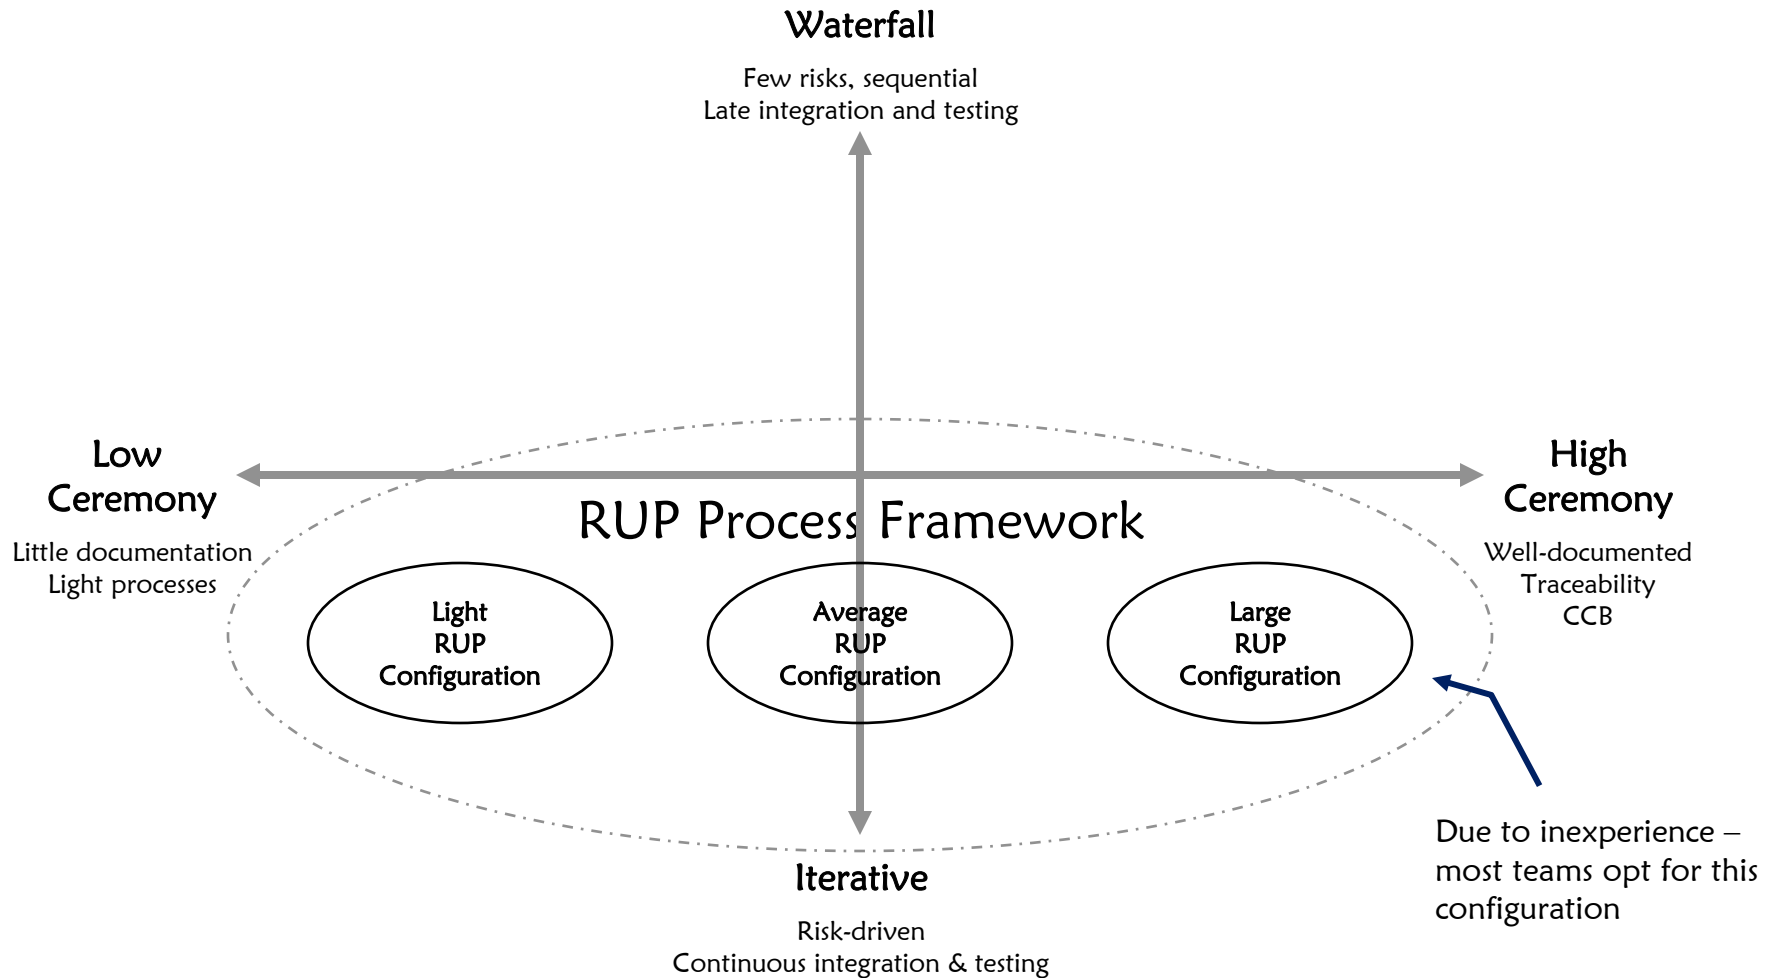 Waterfall
Few risks, sequential
Late integration and testing
Low
Ceremony
Little documentation
Light processes
High
Ceremony
Well-documented
Traceability
CCB
RUP Process Framework
Light
RUP
Configuration
Average
RUP
Configuration
Large
RUP
Configuration
Due to inexperience –
most teams opt for this
configuration
Iterative
Risk-driven
Continuous integration & testing